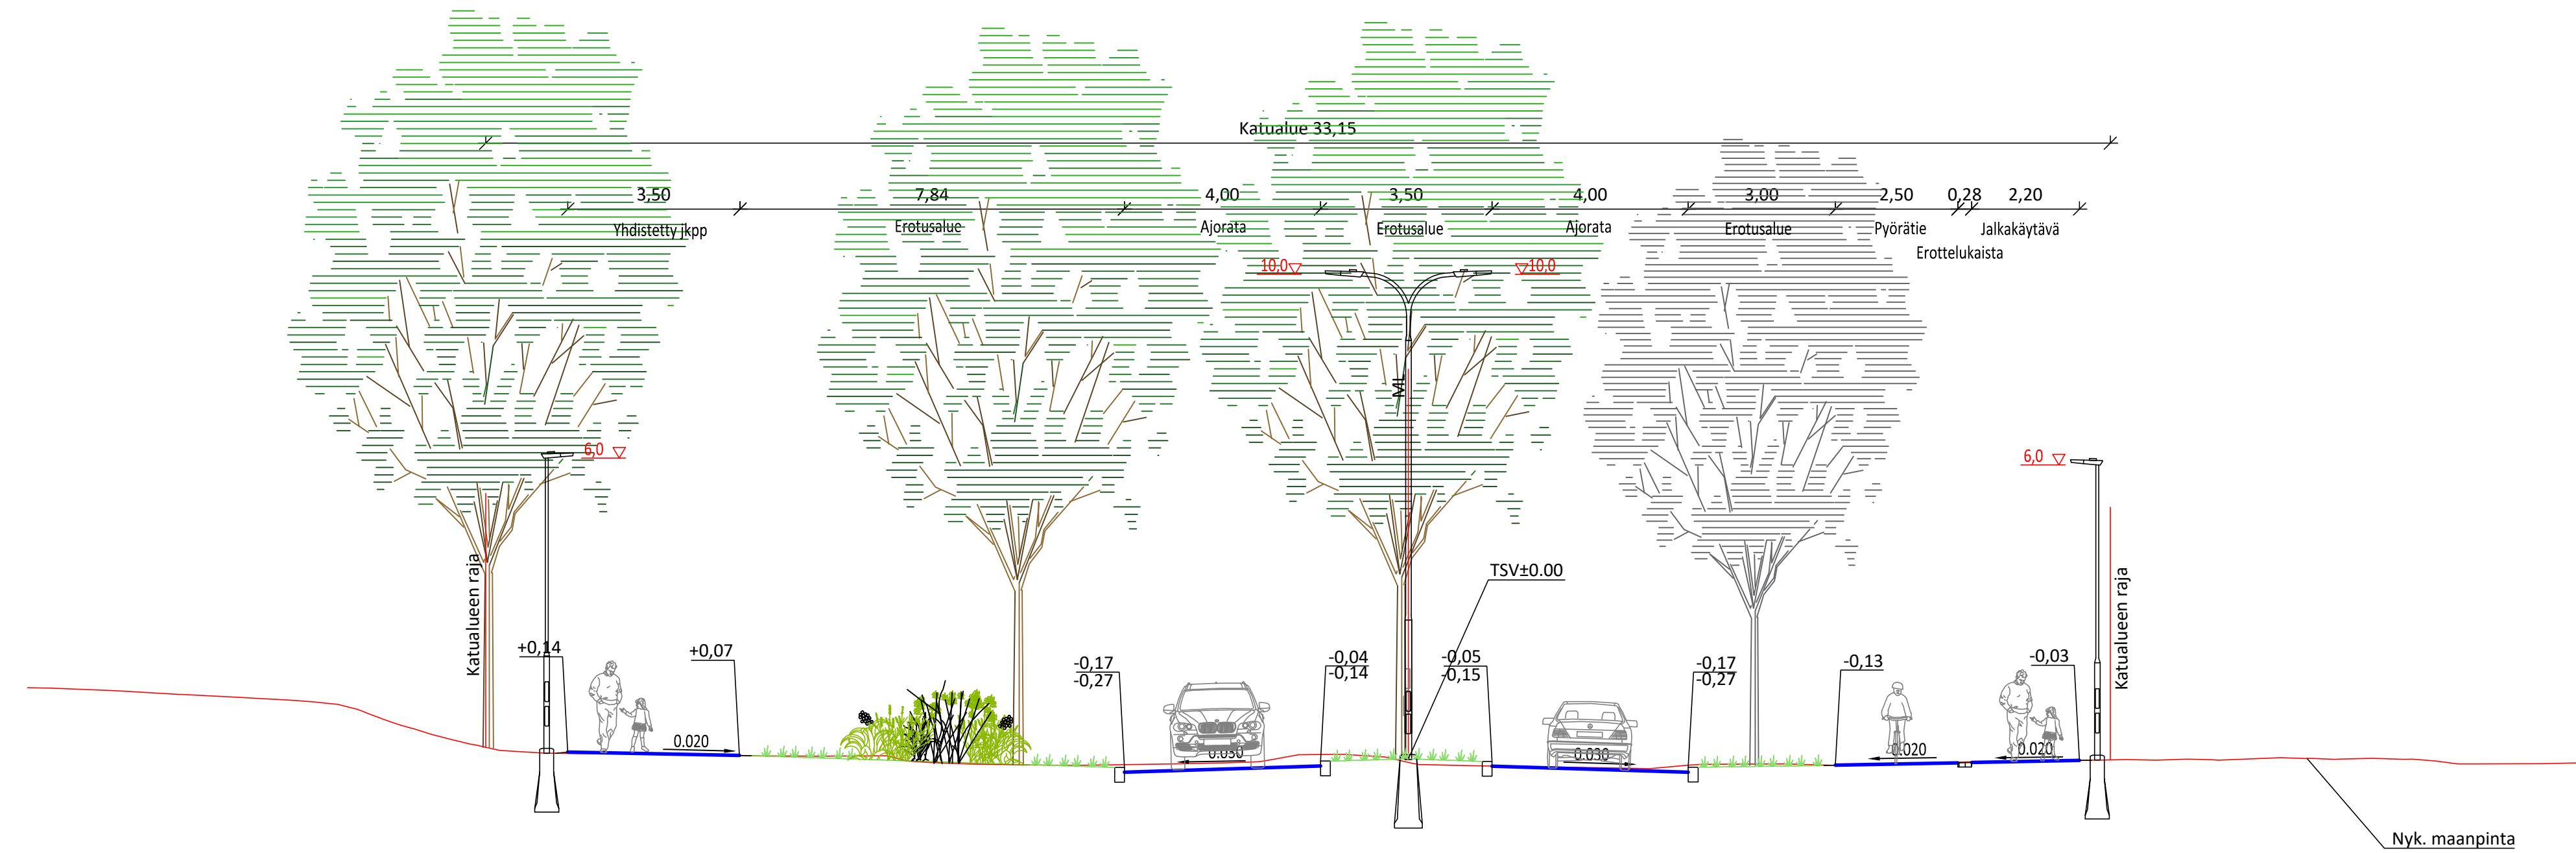 Katualue 33,15
3,50
7,84
4,00
3,50
4,00
3,00
2,50
0,28
2,20
Yhdistetty jkpp
Erotusalue
Ajorata
Erotusalue
Ajorata
Erotusalue
Pyörätie
Jalkakäytävä
Erottelukaista
10,0
10,0
ML
6,0
6,0
Katualueen raja
TSV±0.00
Katualueen raja
+0,14
+0,07
-0,17
-0,27
-0,04
-0,14
-0,05
-0,15
-0,17
-0,27
-0,13
-0,03
0.020
0.030
0.030
0.020
0.020
Nyk. maanpinta